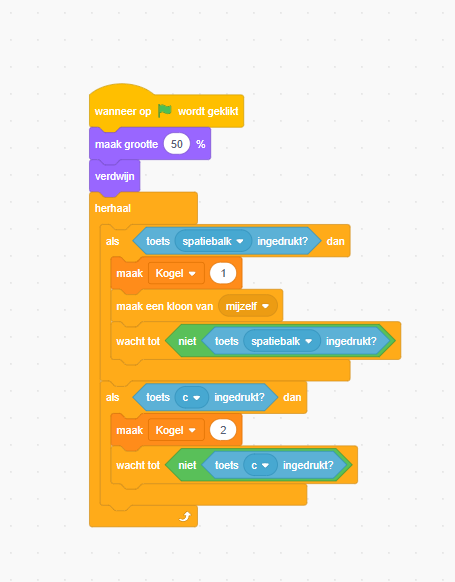 wanneer op wordt geklikt
maak grootte 50 %
verdwijn
herhaal
als toets spatiebalk ingedrukt? dan
maak Kogel 1
maak een kloon van mijzelf
wacht tot niet toets spatiebalk ingedrukt?
als toets c ingedrukt? dan
maak Kogel 2
wacht tot niet toets c ingedrukt?